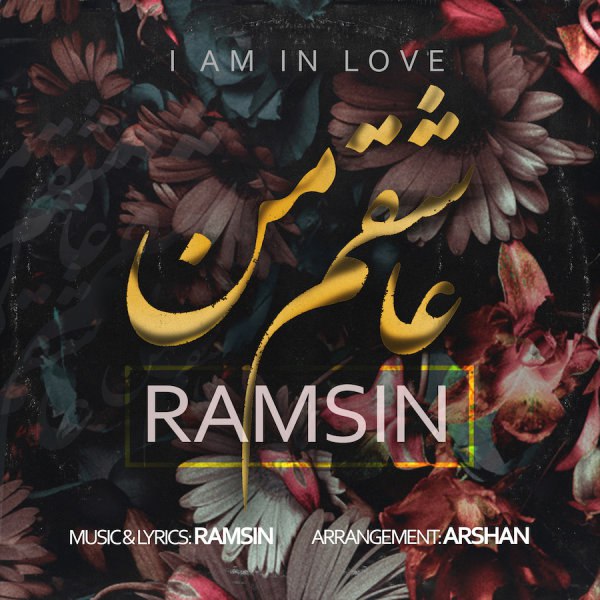 I AM IN LOVE
عاشقم من
RAMSIN
MUSIC & LYRICS: RAMSIN ARRANGEMENT: ARSHAN